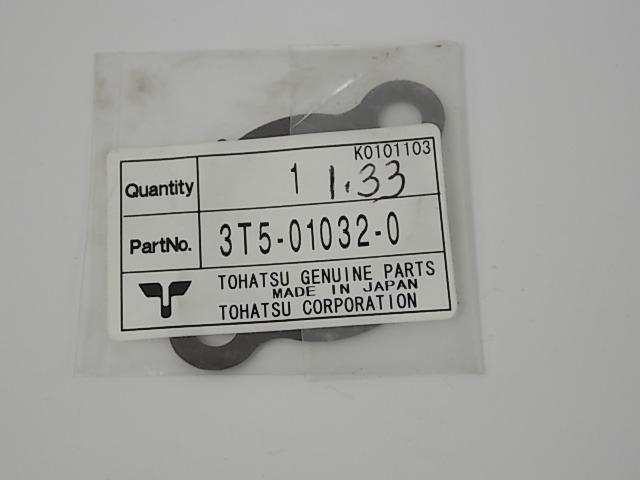 K0101103
Quantity 1 1.33
PartNo. 3T5-01032-0
TOHATSU GENUINE PARTS
MADE IN JAPAN
TOHATSU CORPORATION